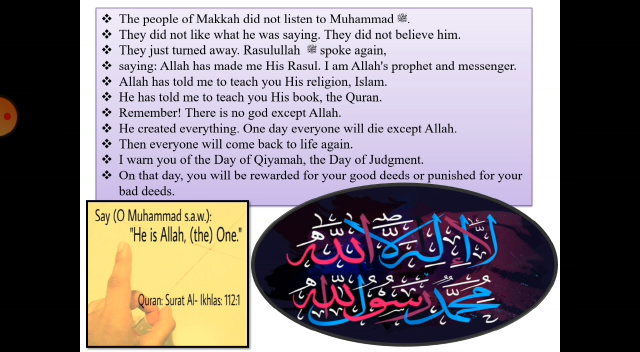 ❖ The people of Makkah did not listen to Muhammad ﷺ.
❖ They did not like what he was saying. They did not believe him.
❖ They just turned away. Rasulullah ﷺ spoke again,
❖ saying: Allah has made me His Rasul. I am Allah's prophet and messenger.
❖ Allah has told me to teach you His religion, Islam.
❖ He has told me to teach you His book, the Quran.
❖ Remember! There is no god except Allah.
❖ He created everything. One day everyone will die except Allah.
❖ Then everyone will come back to life again.
❖ I warn you of the Day of Qiyamah, the Day of Judgment.
❖ On that day, you will be rewarded for your good deeds or punished for your
bad deeds.
Say (O Muhammad s.a.w.):
"He is Allah, (the) One."
Quran: Surat Al- Ikhlas: 112:1
لا إله إلا الله
محمد رسول الله